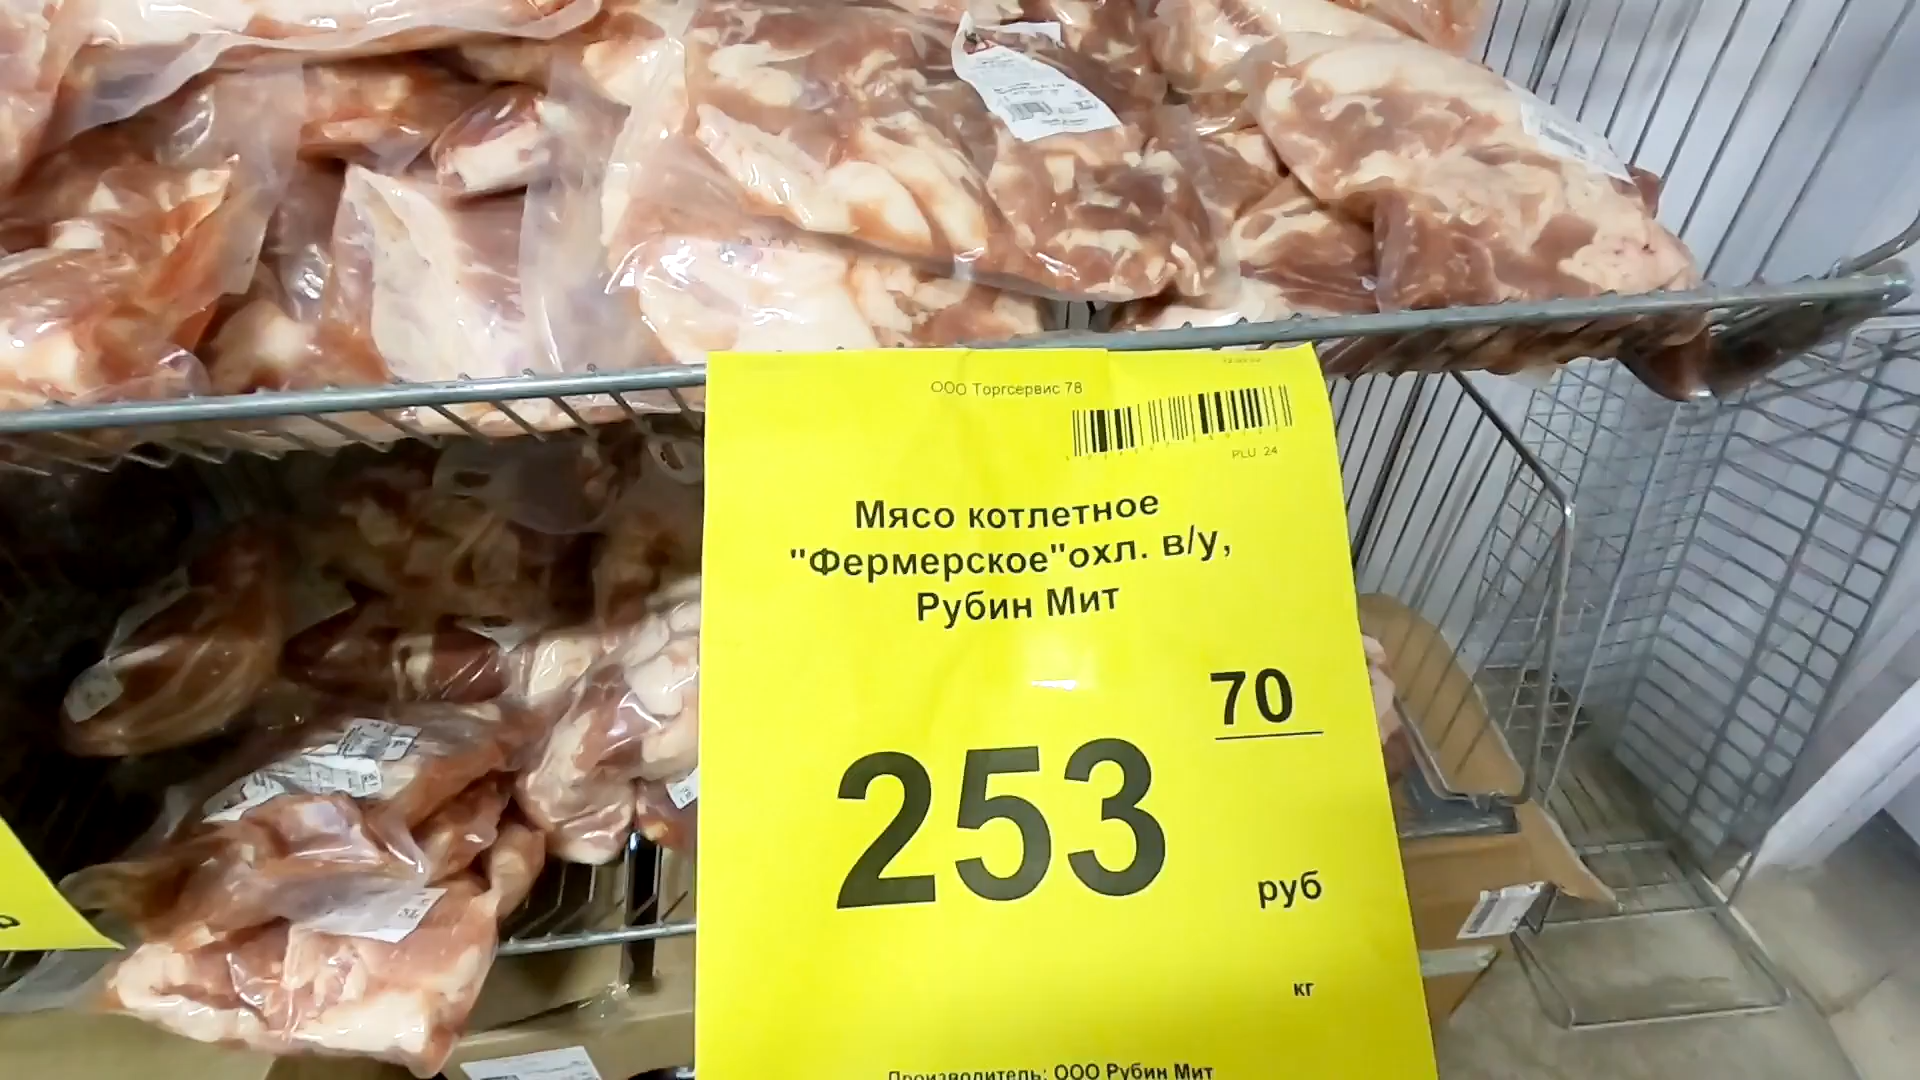 ООО Торгсервис 78
PLU 24
Мясо котлетное
"Фермерское"охл. в/у,
Рубин Мит
70
253
руб
кг
Производитель: ООО Рубин Мит